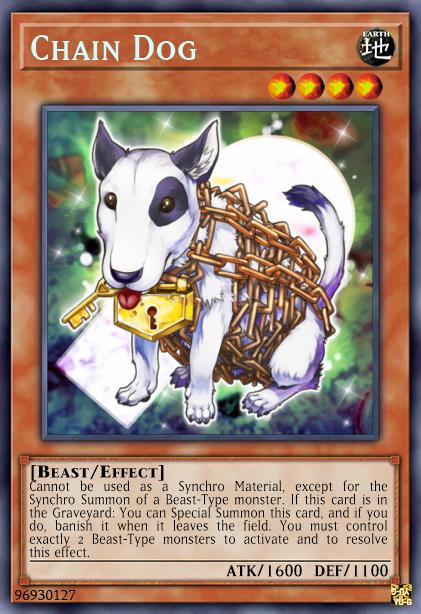 Chain Dog
EARTH
地
[Beast/Effect]
Cannot be used as a Synchro Material, except for the
Synchro Summon of a Beast-Type monster. If this card is in
the Graveyard: You can Special Summon this card, and if you
do, banish it when it leaves the field. You must control
exactly 2 Beast-Type monsters to activate and to resolve
this effect.
ATK/1600 DEF/1100
96930127